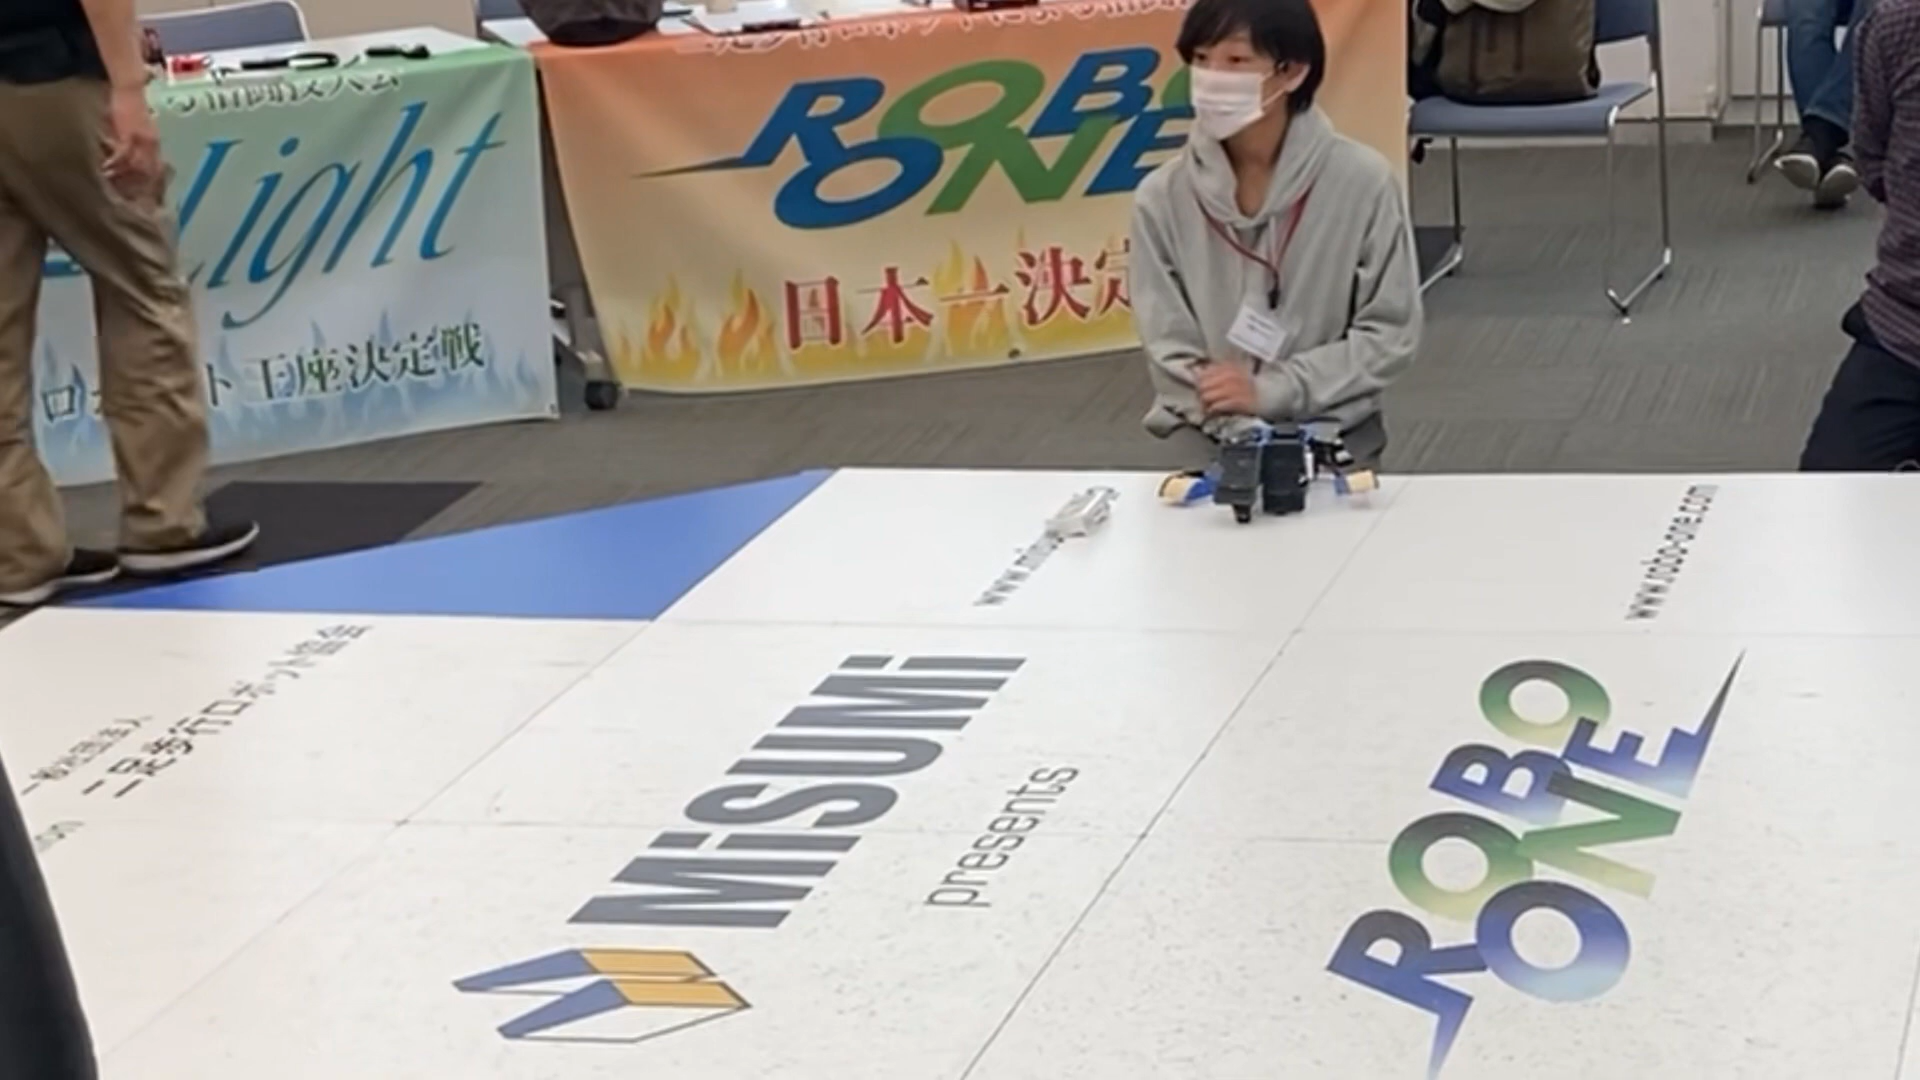 Light
王座決定戦
ROBO
ONE
日本一決定
www.robo-one.com
一般社団法人
二足歩行ロボット協会
MiSUMi
presents
ROBO
ONE